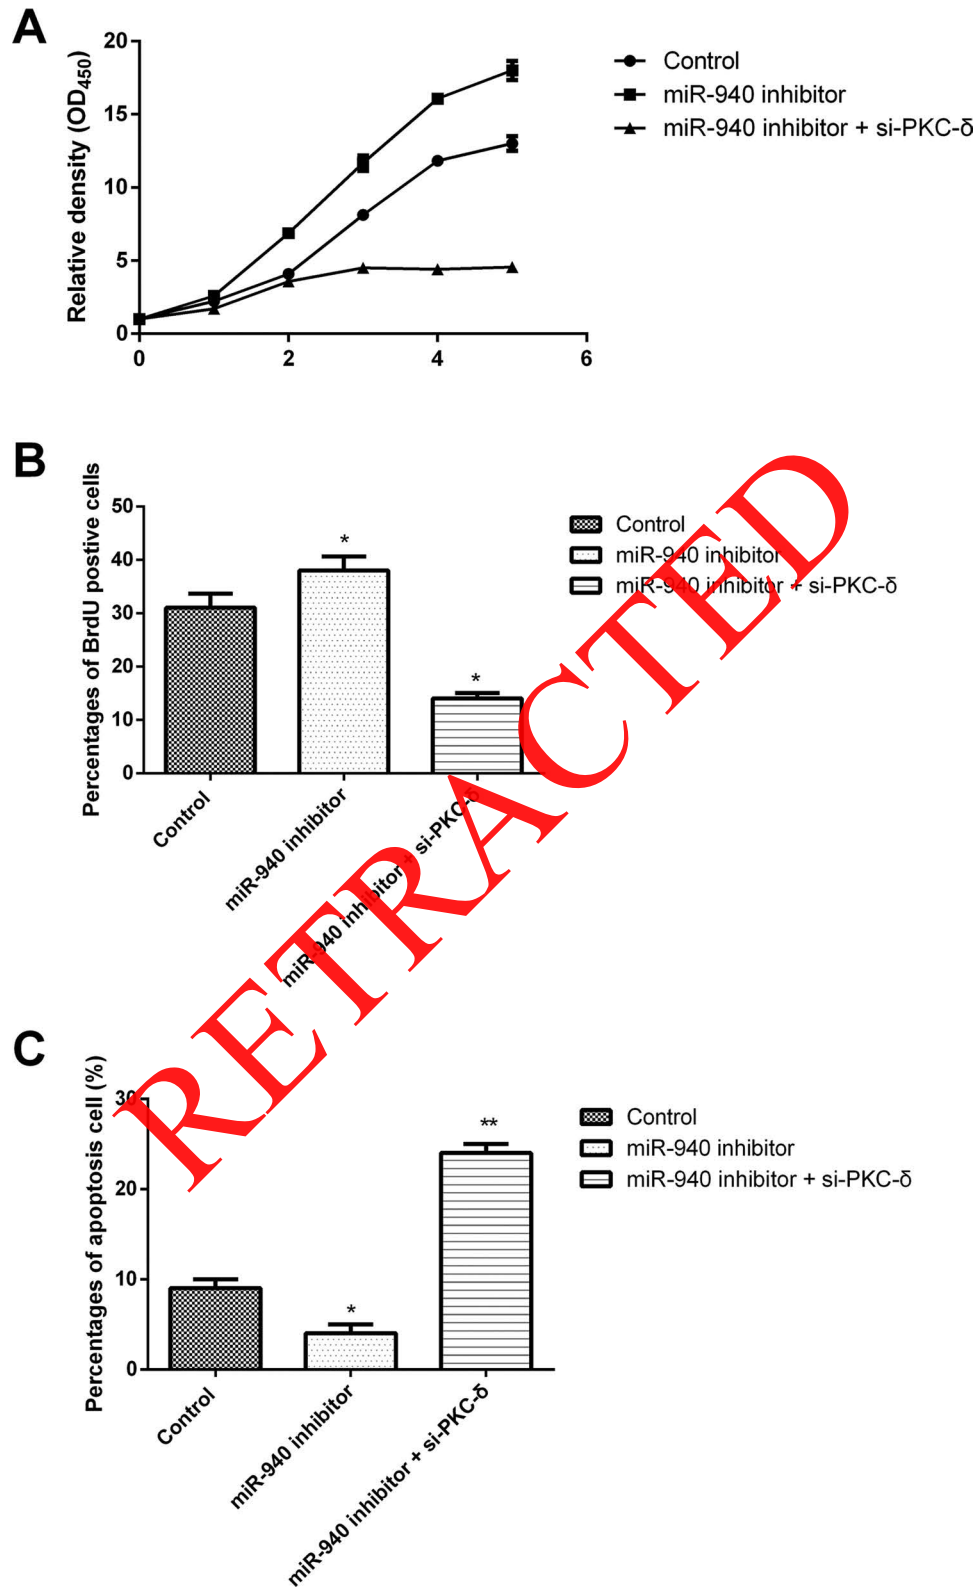 A
Relative density (OD450)
20
15
10
5
0
0 2 4 6
Control
miR-940 inhibitor
miR-940 inhibitor + si-PKC-δ
B
Percentages of BrdU postive cells
50
40
30
20
10
0
*
*
Control
miR-940 inhibitor
miR-940 inhibitor + si-PKC-δ
Control
miR-940 inhibitor
miR-940 inhibitor + si-PKC-δ
RETRACTED
C
Percentages of apoptosis cell (%)
30
20
10
0
*
**
Control
miR-940 inhibitor
miR-940 inhibitor + si-PKC-δ
Control
miR-940 inhibitor
miR-940 inhibitor + si-PKC-δ